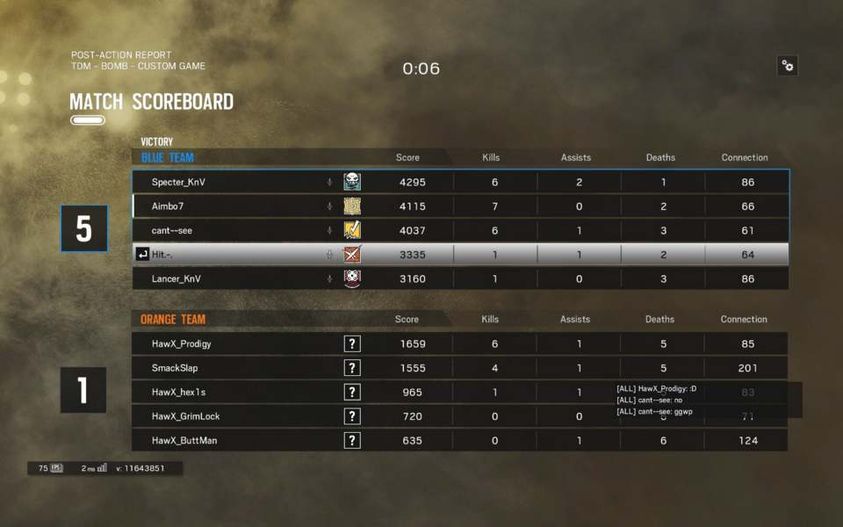 POST-ACTION REPORT
TDM - BOMB - CUSTOM GAME
0:06
MATCH SCOREBOARD
VICTORY
BLUE TEAM Score Kills Assists Deaths Connection
Specter_KnV 4295 6 2 1 86
Aimbo7 4115 7 0 2 66
5
cant--see 4037 6 1 3 61
Hit.-. 3335 1 1 2 64
Lancer_KnV 3160 1 0 3 86
ORANGE TEAM Score Kills Assists Deaths Connection
HawX_Prodigy ? 1659 6 1 5 85
SmackSlap ? 1555 4 1 5 201
1
HawX_hex1s ? 965 1 1 83
[ALL] HawX_Prodigy: :D
[ALL] cant--see: no
[ALL] cant--see: ggwp
HawX_GrimLock ? 720 0 0 71
HawX_ButtMan ? 635 0 1 6 124
75 FPS 2 ms v: 11643851